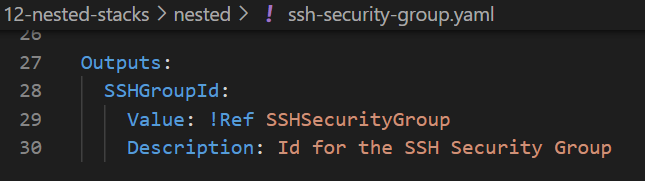 12-nested-stacks > nested > ! ssh-security-group.yaml
26
27 Outputs:
28 SSHGroupId:
29 Value: !Ref SSHSecurityGroup
30 Description: Id for the SSH Security Group